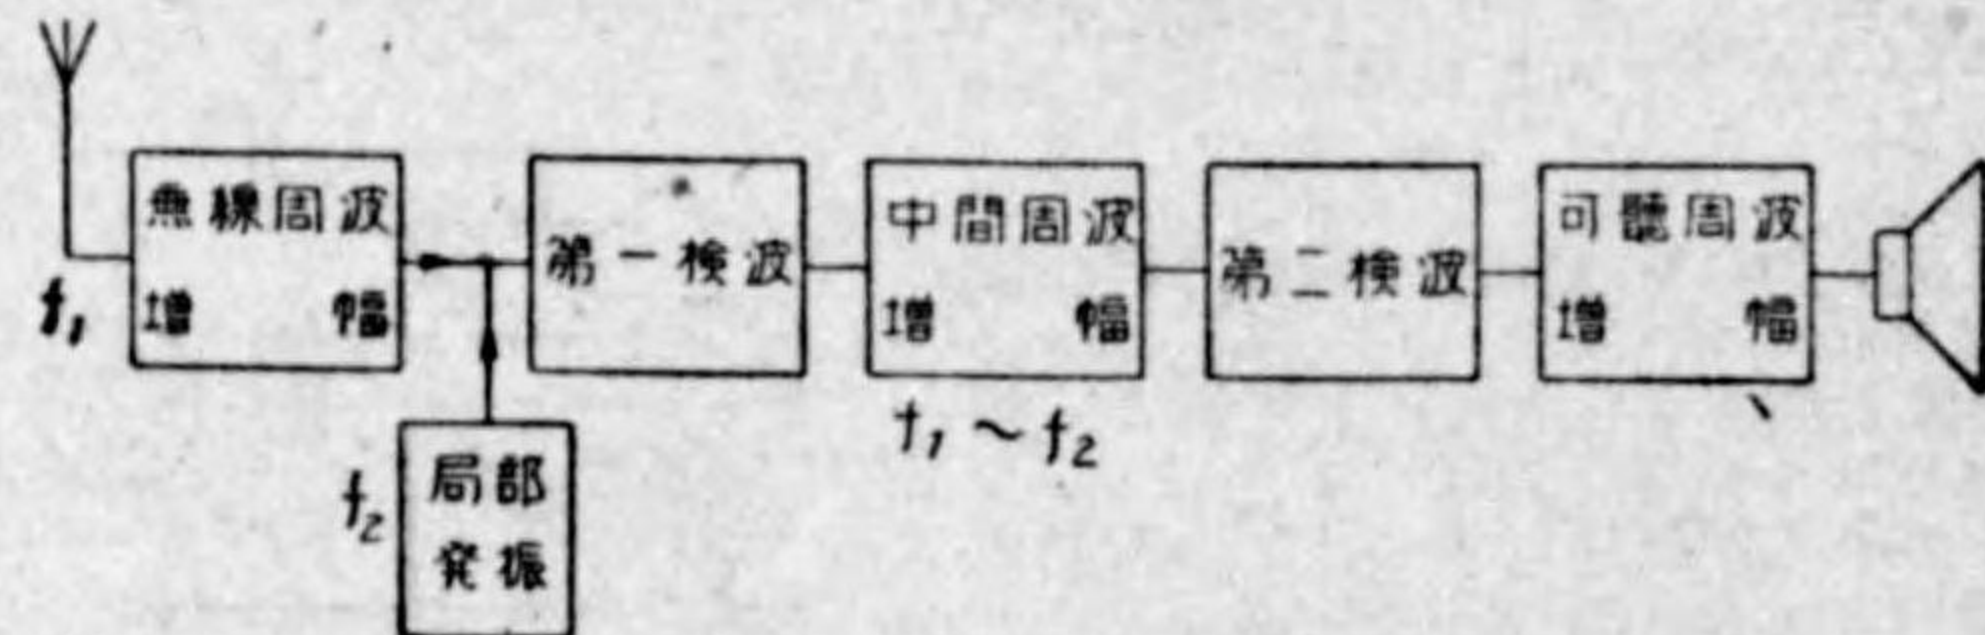 無線周波
増幅
f₁
局部
発振
f₂
第一検波
中間周波
増幅
f₁～f₂
第二検波
可聴周波
増幅